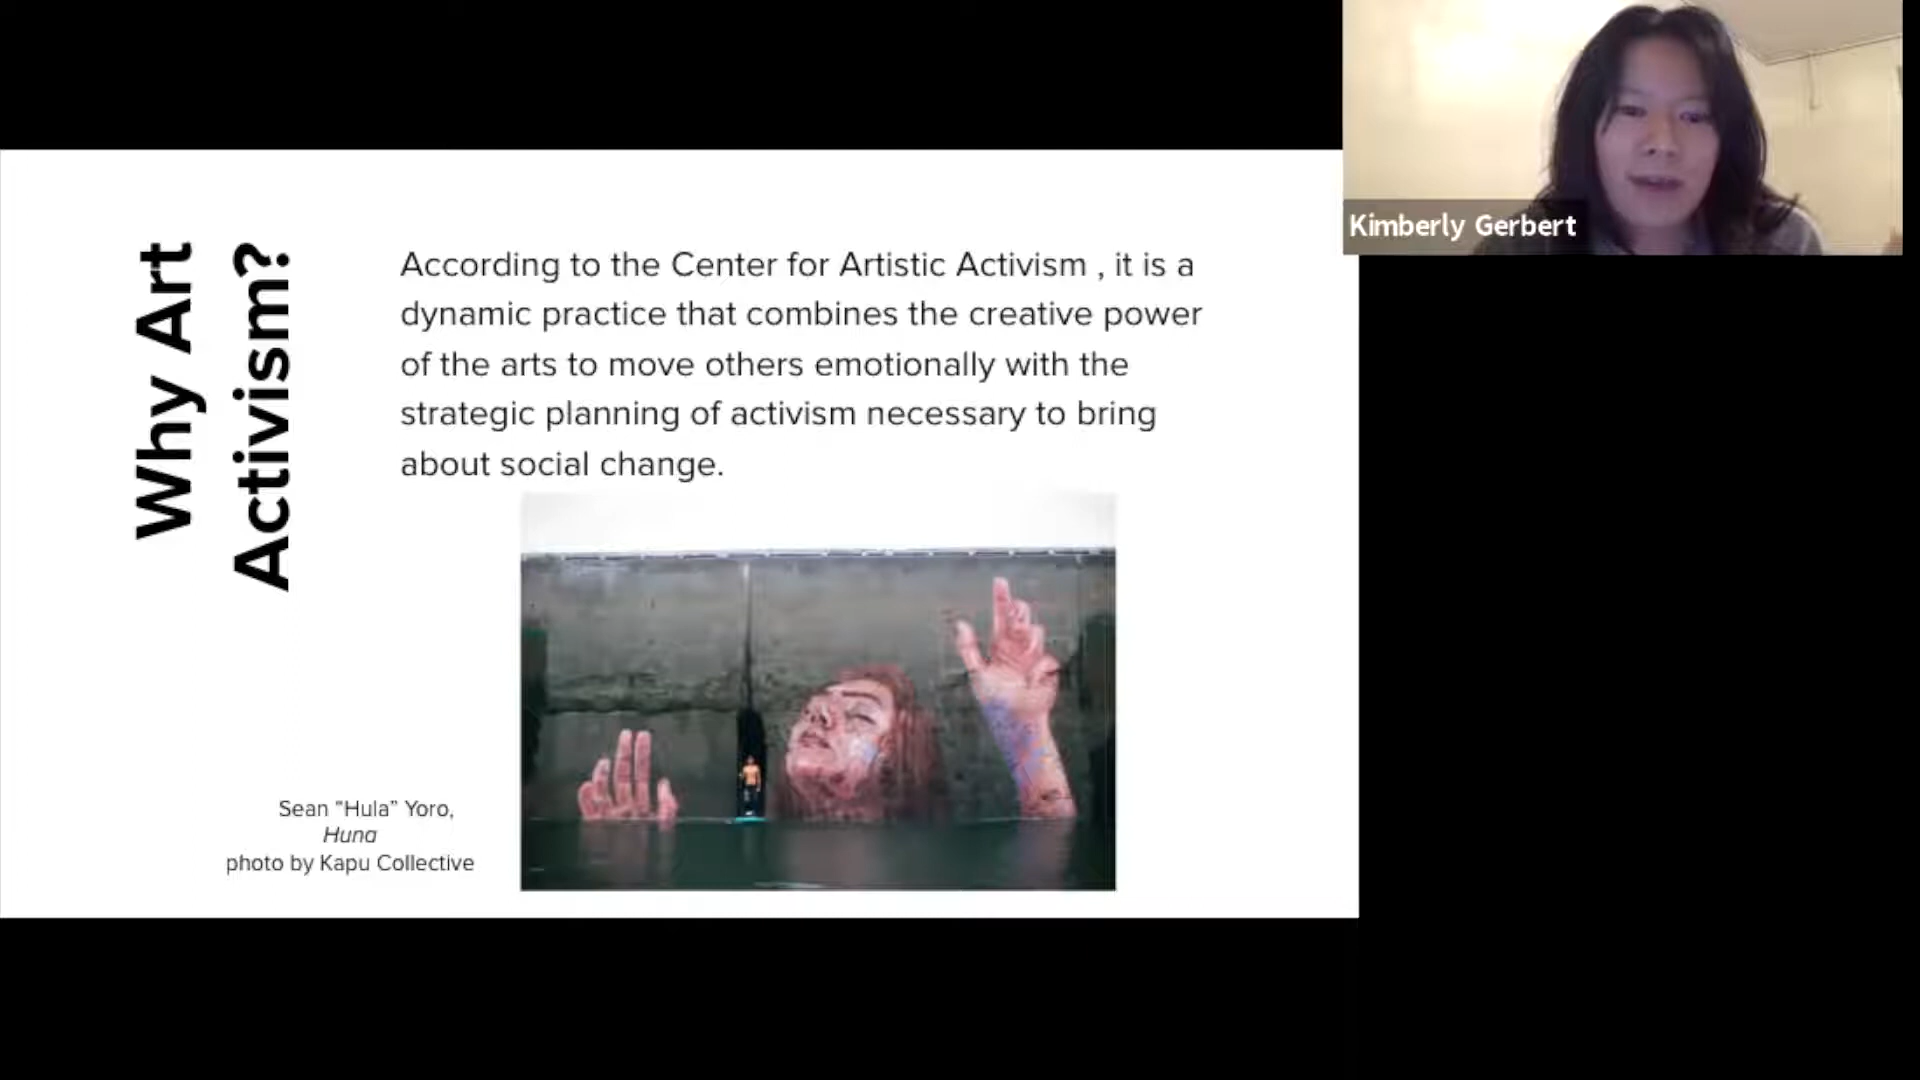 Why Art
Activism?
According to the Center for Artistic Activism , it is a
dynamic practice that combines the creative power
of the arts to move others emotionally with the
strategic planning of activism necessary to bring
about social change.
Sean “Hula” Yoro,
Huna
photo by Kapu Collective
Kimberly Gerbert